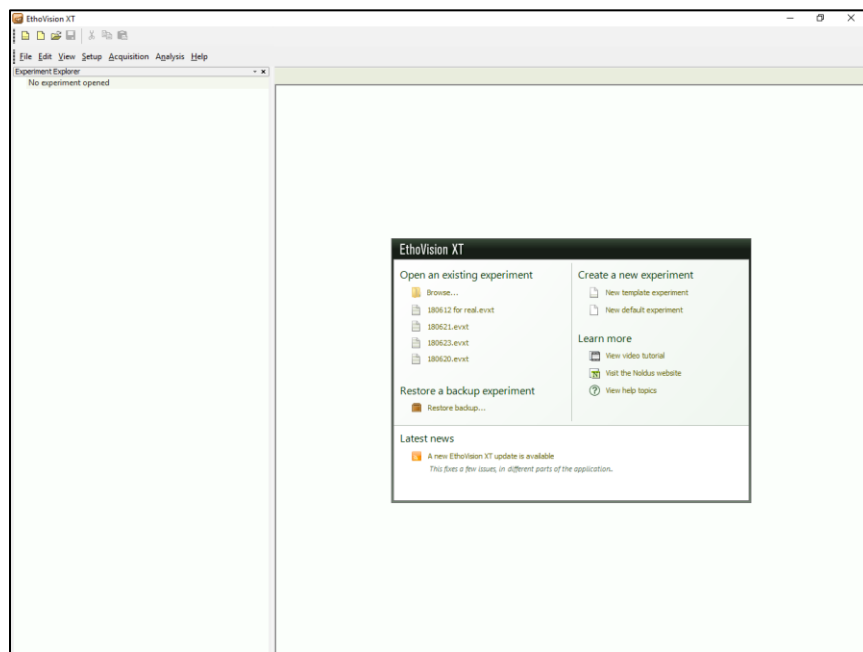 EthoVision XT
File Edit View Setup Acquisition Analysis Help
Experiment Explorer
No experiment opened
EthoVision XT
Open an existing experiment
Browse...
180612 for real.evxt
180621.evxt
180623.evxt
180620.evxt
Restore a backup experiment
Restore backup...
Create a new experiment
New template experiment
New default experiment
Learn more
View video tutorial
Visit the Noldus website
View help topics
Latest news
A new EthoVision XT update is available
This fixes a few issues, in different parts of the application.